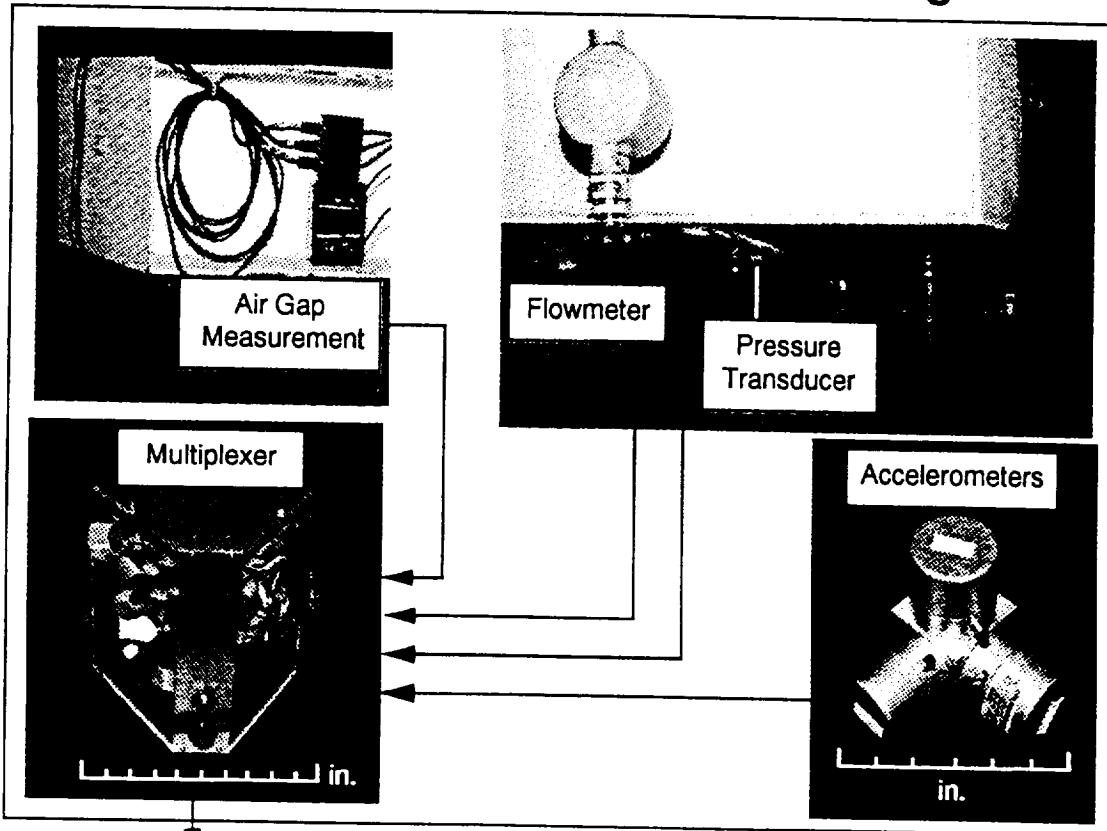 Air Gap
Measurement
Flowmeter
Pressure
Transducer
Multiplexer
Accelerometers
in.
in.